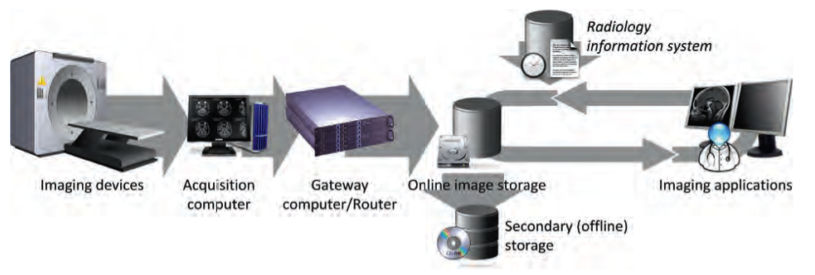 Radiology
information system
Imaging devices
Acquisition
computer
Gateway
computer/Router
Online image storage
Imaging applications
Secondary (offline)
storage